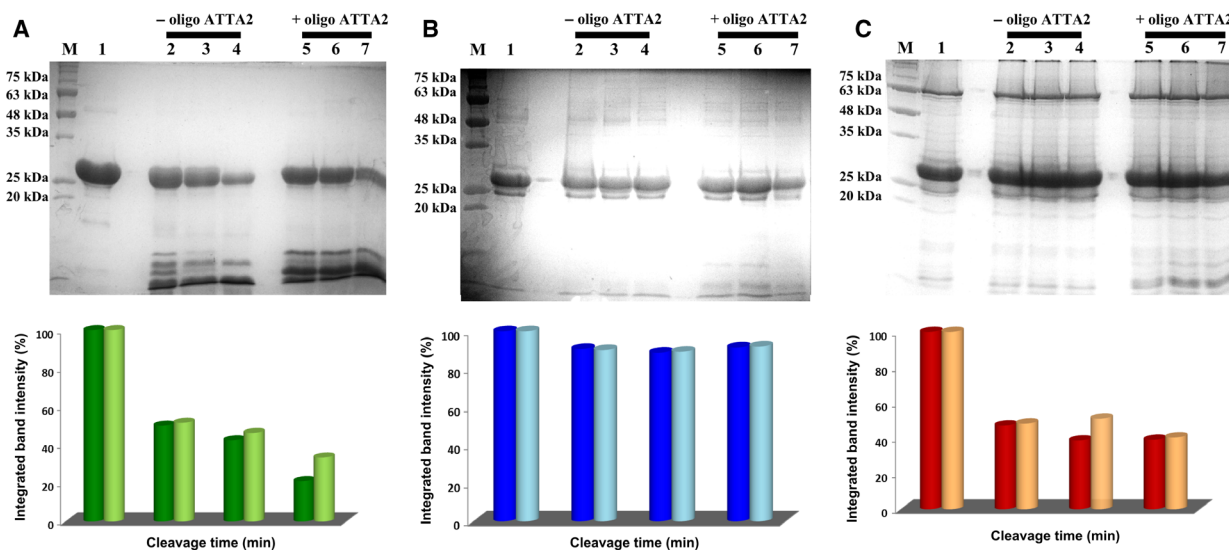 A
– oligo ATTA2
+ oligo ATTA2
M 1 2 3 4 5 6 7
75 kDa
63 kDa
48 kDa
35 kDa
25 kDa
20 kDa
B
– oligo ATTA2
+ oligo ATTA2
M 1 2 3 4 5 6 7
75 kDa
63 kDa
48 kDa
35 kDa
25 kDa
20 kDa
C
– oligo ATTA2
+ oligo ATTA2
M 1 2 3 4 5 6 7
75 kDa
63 kDa
48 kDa
35 kDa
25 kDa
20 kDa
Integrated band intensity (%)
100
80
60
40
20
0
Cleavage time (min)
Integrated band intensity (%)
100
80
60
40
20
0
Cleavage time (min)
Integrated band intensity (%)
100
80
60
40
20
0
Cleavage time (min)